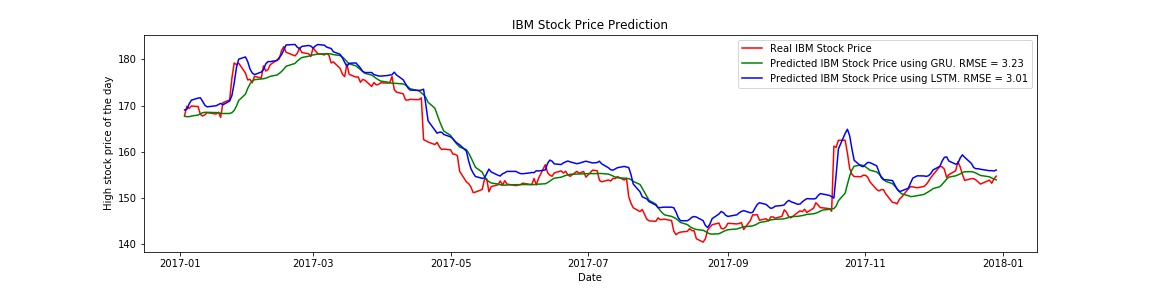 IBM Stock Price Prediction
Real IBM Stock Price
Predicted IBM Stock Price using GRU. RMSE = 3.23
Predicted IBM Stock Price using LSTM. RMSE = 3.01
High stock price of the day
180
170
160
150
140
2017-01 2017-03 2017-05 2017-07 2017-09 2017-11 2018-01
Date